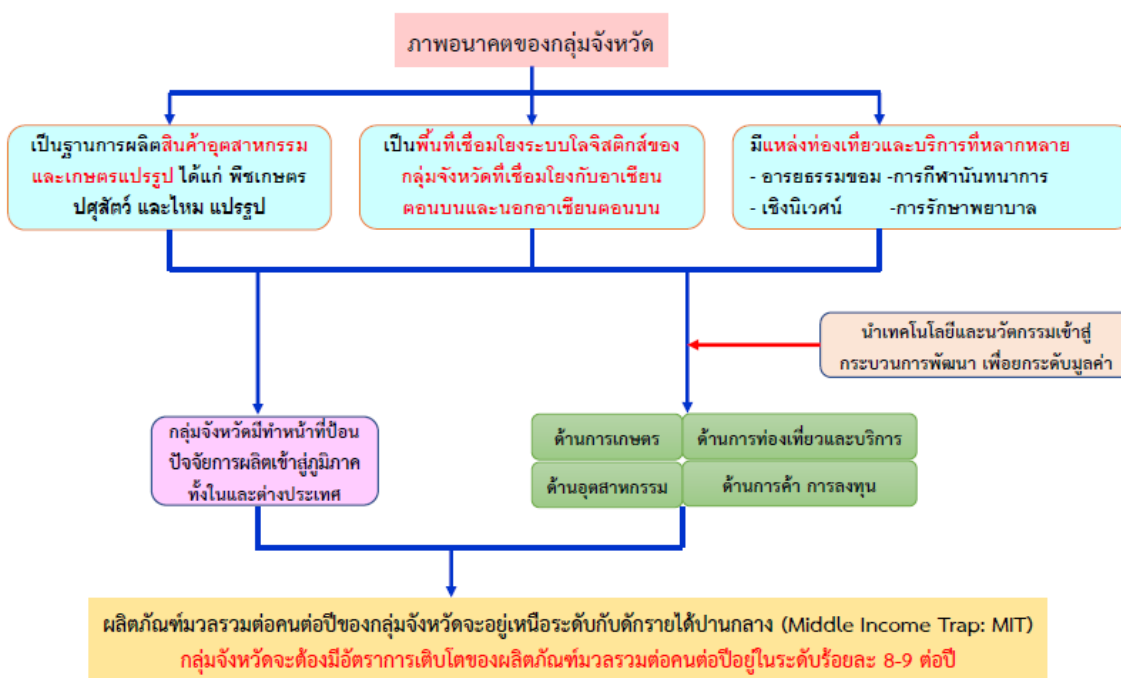 ภาพอนาคตของกลุ่มจังหวัด
เป็นฐานการผลิตสินค้าอุตสาหกรรม
และเกษตรแปรรูป ได้แก่ พืชเกษตร
ปศุสัตว์ และไหม แปรรูป
เป็นพื้นที่เชื่อมโยงระบบโลจิสติกส์ของ
กลุ่มจังหวัดที่เชื่อมโยงกับอาเซียน
ตอนบนและนอกอาเซียนตอนบน
มีแหล่งท่องเที่ยวและบริการที่หลากหลาย
- อารยธรรมขอม -การกีฬานันทนาการ
- เชิงนิเวศน์ -การรักษาพยาบาล
นำเทคโนโลยีและนวัตกรรมเข้าสู่
กระบวนการพัฒนา เพื่อยกระดับมูลค่า
กลุ่มจังหวัดมีทำหน้าที่ป้อน
ปัจจัยการผลิตเข้าสู่ภูมิภาค
ทั้งในและต่างประเทศ
ด้านการเกษตร
ด้านการท่องเที่ยวและบริการ
ด้านอุตสาหกรรม
ด้านการค้า การลงทุน
ผลิตภัณฑ์มวลรวมต่อคนต่อปีของกลุ่มจังหวัดจะอยู่เหนือระดับกับดักรายได้ปานกลาง (Middle Income Trap: MIT)
กลุ่มจังหวัดจะต้องมีอัตราการเติบโตของผลิตภัณฑ์มวลรวมต่อคนต่อปีอยู่ในระดับร้อยละ 8-9 ต่อปี